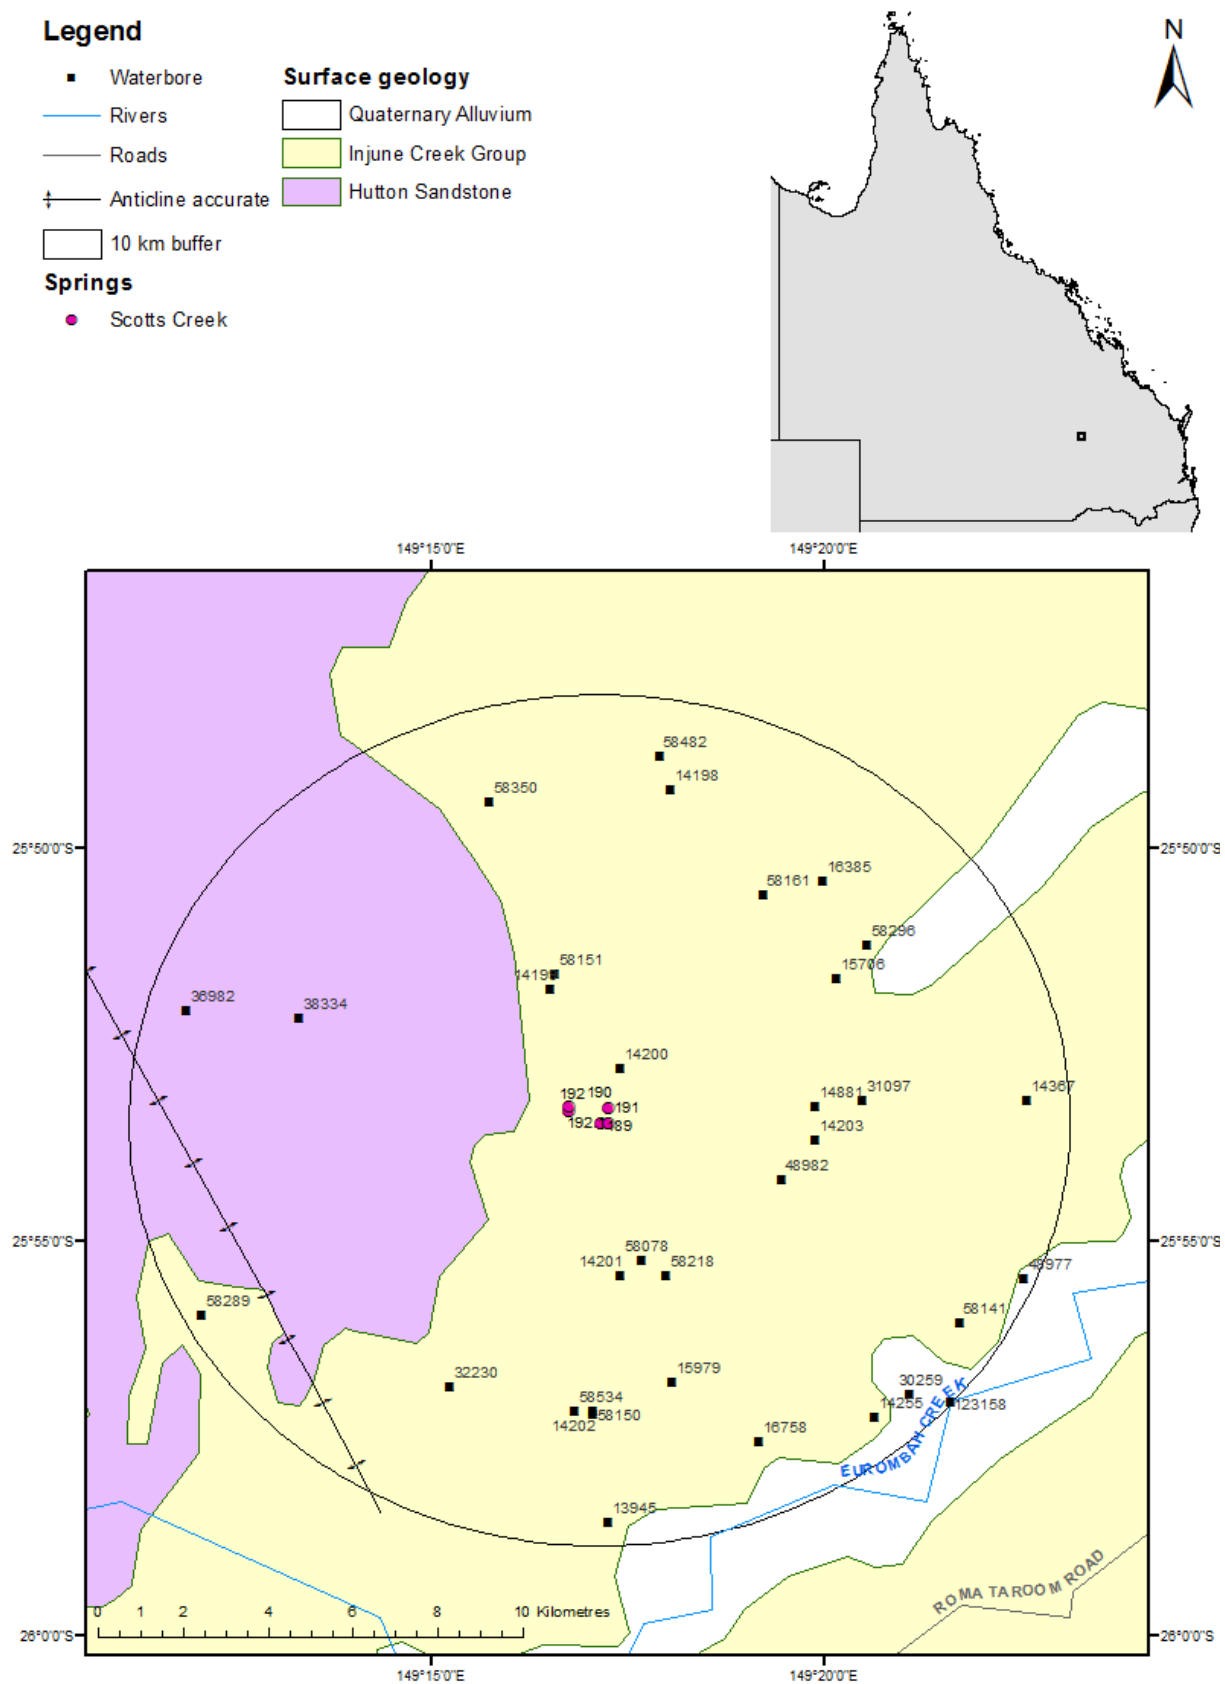 Legend
Waterbore
Rivers
Roads
Anticline accurate
10 km buffer
Springs
Scotts Creek
Surface geology
Quaternary Alluvium
Injune Creek Group
Hutton Sandstone
N
149°15'0"E
149°20'0"E
58482
14198
58350
25°50'0"S
25°50'0"S
16385
58161
58296
15706
58151
36982
38334
14200
192
190
191
14881
31097
14367
192
189
14203
48982
25°55'0"S
25°55'0"S
58078
14201
58218
58289
58141
32230
15979
30259
58534
58150
14202
14255
123158
16758
EUROMBAH CREEK
13945
ROMA TAROOM ROAD
0 1 2 4 6 8 10 Kilometres
26°0'0"S
26°0'0"S
149°15'0"E
149°20'0"E